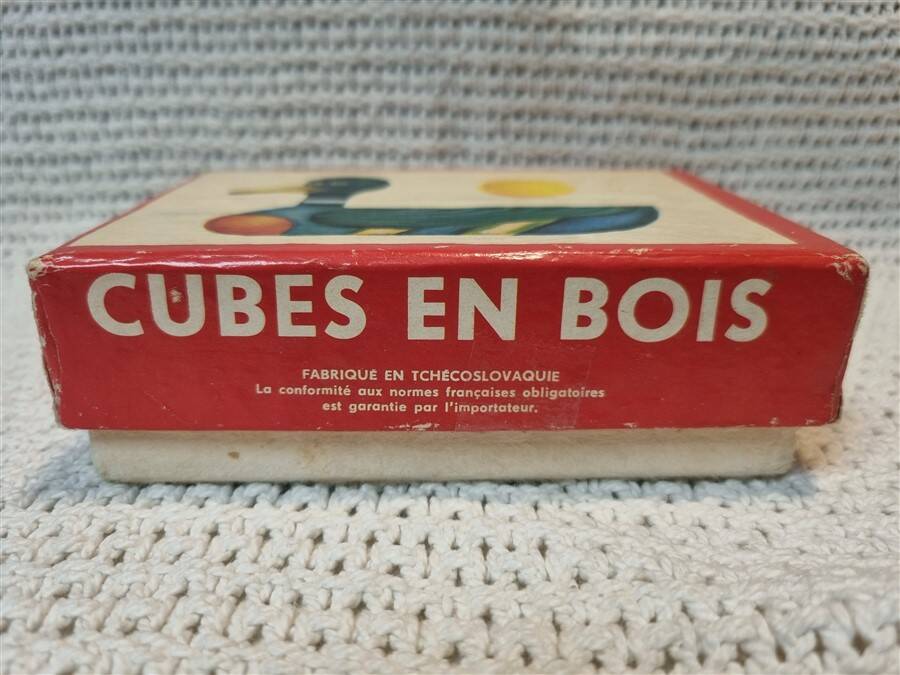 CUBES EN BOIS
FABRIQUÉ EN TCHÉCOSLOVAQUIE
La conformité aux normes françaises obligatoires
est garantie par l'importateur.